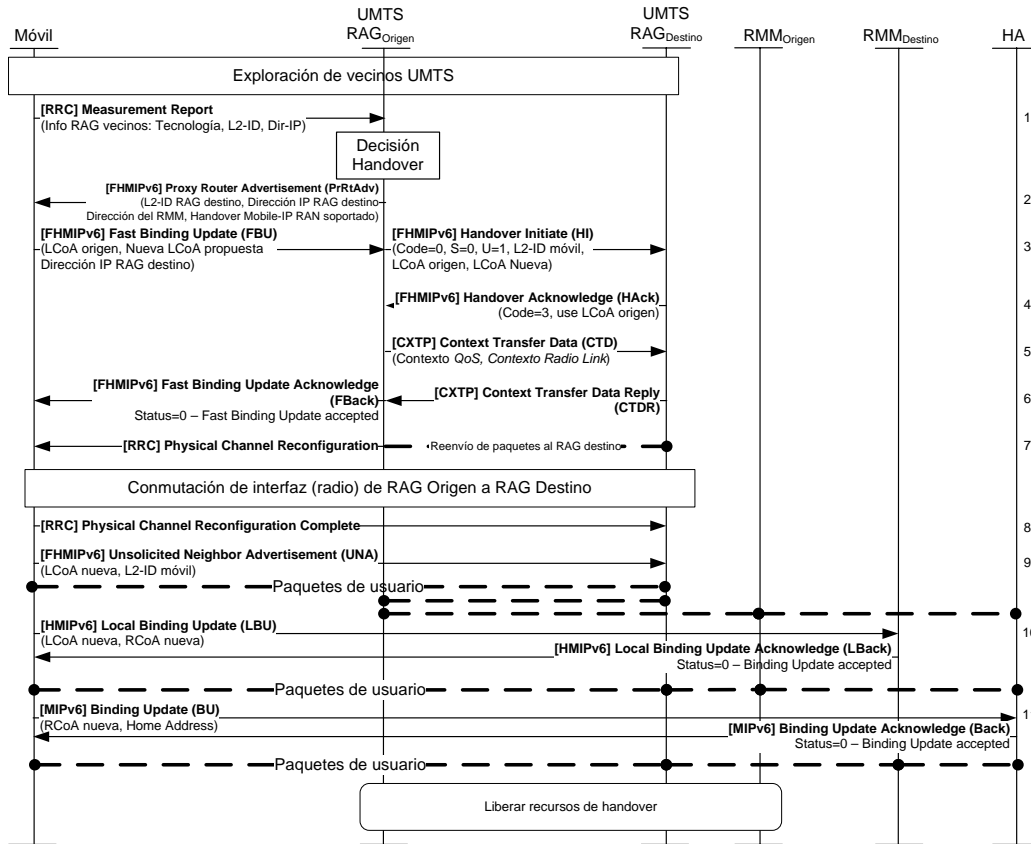 UMTS
UMTS
Móvil
RAGOrigen
RAGDestino
RMMOrigen
RMMDestino
HA
Exploración de vecinos UMTS
[RRC] Measurement Report
(Info RAG vecinos: Tecnología, L2-ID, Dir-IP)
1
Decisión
Handover
[FHMIPv6] Proxy Router Advertisement (PrRtAdv)
(L2-ID RAG destino, Dirección IP RAG destino
Dirección del RMM, Handover Mobile-IP RAN soportado)
2
[FHMIPv6] Fast Binding Update (FBU)
(LCoA origen, Nueva LCoA propuesta
Dirección IP RAG destino)
[FHMIPv6] Handover Initiate (HI)
(Code=0, S=0, U=1, L2-ID móvil,
LCoA origen, LCoA Nueva)
3
[FHMIPv6] Handover Acknowledge (HAck)
(Code=3, use LCoA origen)
4
[CXTP] Context Transfer Data (CTD)
(Contexto QoS, Contexto Radio Link)
5
[FHMIPv6] Fast Binding Update Acknowledge
(FBack)
Status=0 – Fast Binding Update accepted
[CXTP] Context Transfer Data Reply
(CTDR)
6
[RRC] Physical Channel Reconfiguration
Reenvío de paquetes al RAG destino
7
Conmutación de interfaz (radio) de RAG Origen a RAG Destino
[RRC] Physical Channel Reconfiguration Complete
8
[FHMIPv6] Unsolicited Neighbor Advertisement (UNA)
(LCoA nueva, L2-ID móvil)
9
Paquetes de usuario
[HMIPv6] Local Binding Update (LBU)
(LCoA nueva, RCoA nueva)
[HMIPv6] Local Binding Update Acknowledge (LBack)
Status=0 – Binding Update accepted
Paquetes de usuario
[MIPv6] Binding Update (BU)
(RCoA nueva, Home Address)
[MIPv6] Binding Update Acknowledge (Back)
Status=0 – Binding Update accepted
Paquetes de usuario
Liberar recursos de handover